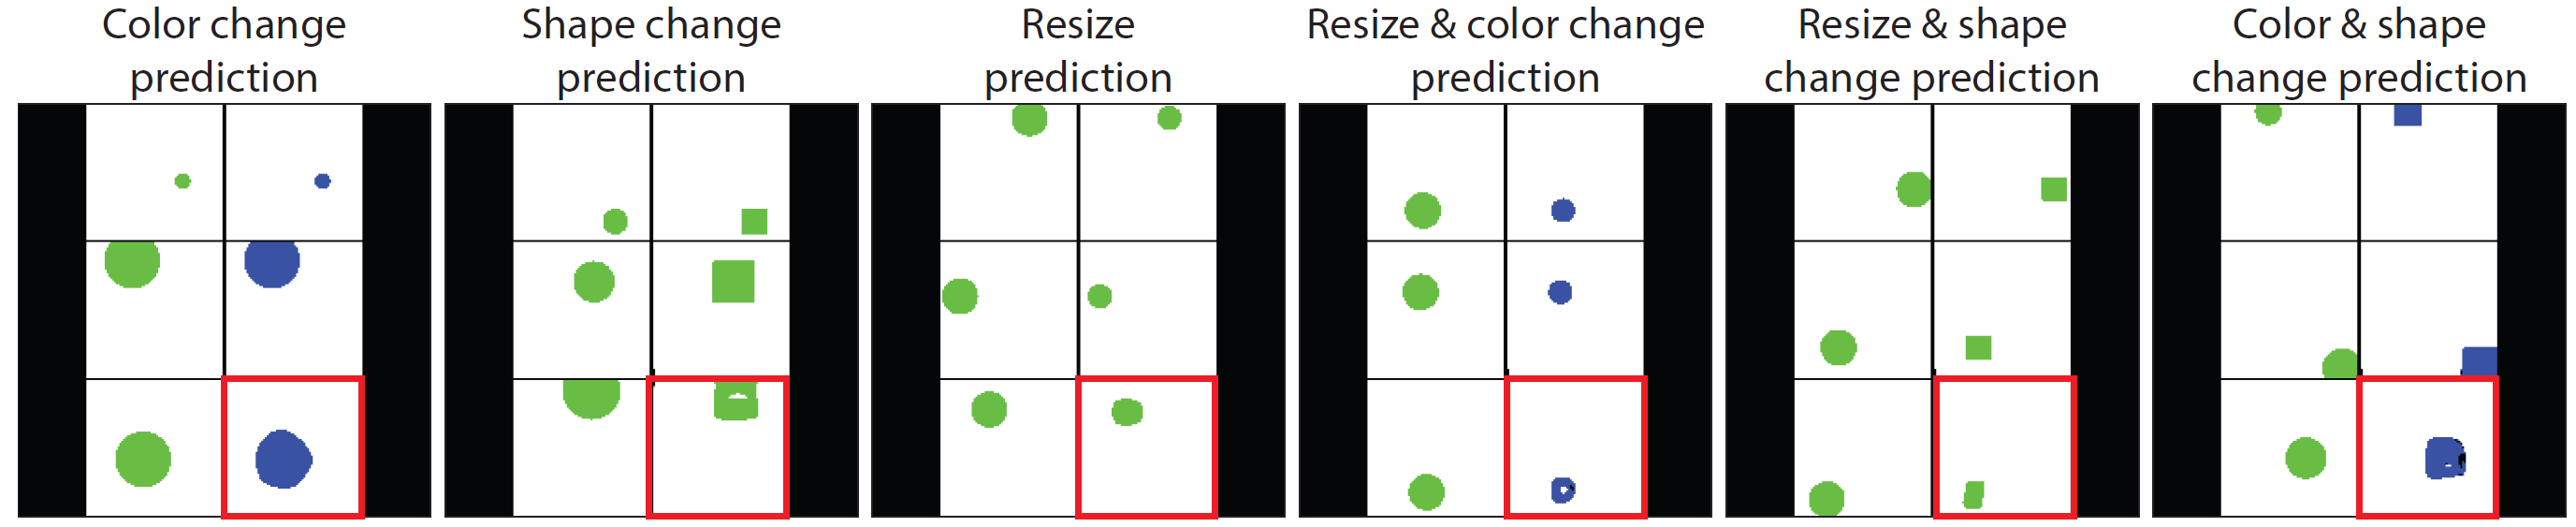 Color change
prediction
Shape change
prediction
Resize
prediction
Resize & color change
prediction
Resize & shape
change prediction
Color & shape
change prediction